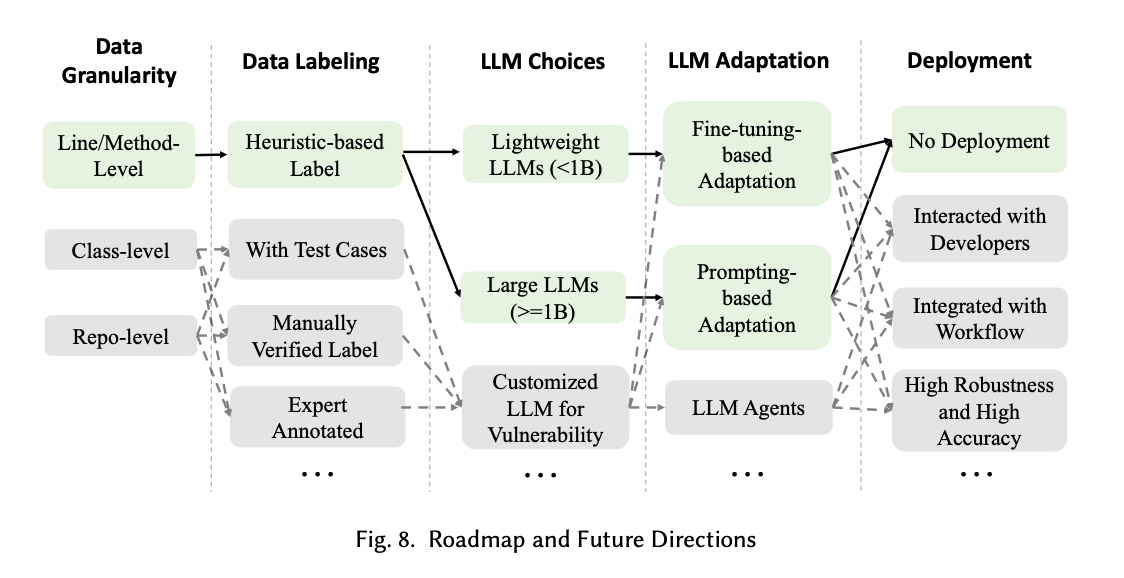 Data
Granularity
Data Labeling
LLM Choices
LLM Adaptation
Deployment
Line/Method-
Level
Class-level
Repo-level
Heuristic-based
Label
With Test Cases
Manually
Verified Label
Expert
Annotated
...
Lightweight
LLMs (<1B)
Large LLMs
(>=1B)
Customized
LLM for
Vulnerability
...
Fine-tuning-
based
Adaptation
Prompting-
based
Adaptation
LLM Agents
...
No Deployment
Interacted with
Developers
Integrated with
Workflow
High Robustness
and High
Accuracy
...
Fig. 8. Roadmap and Future Directions